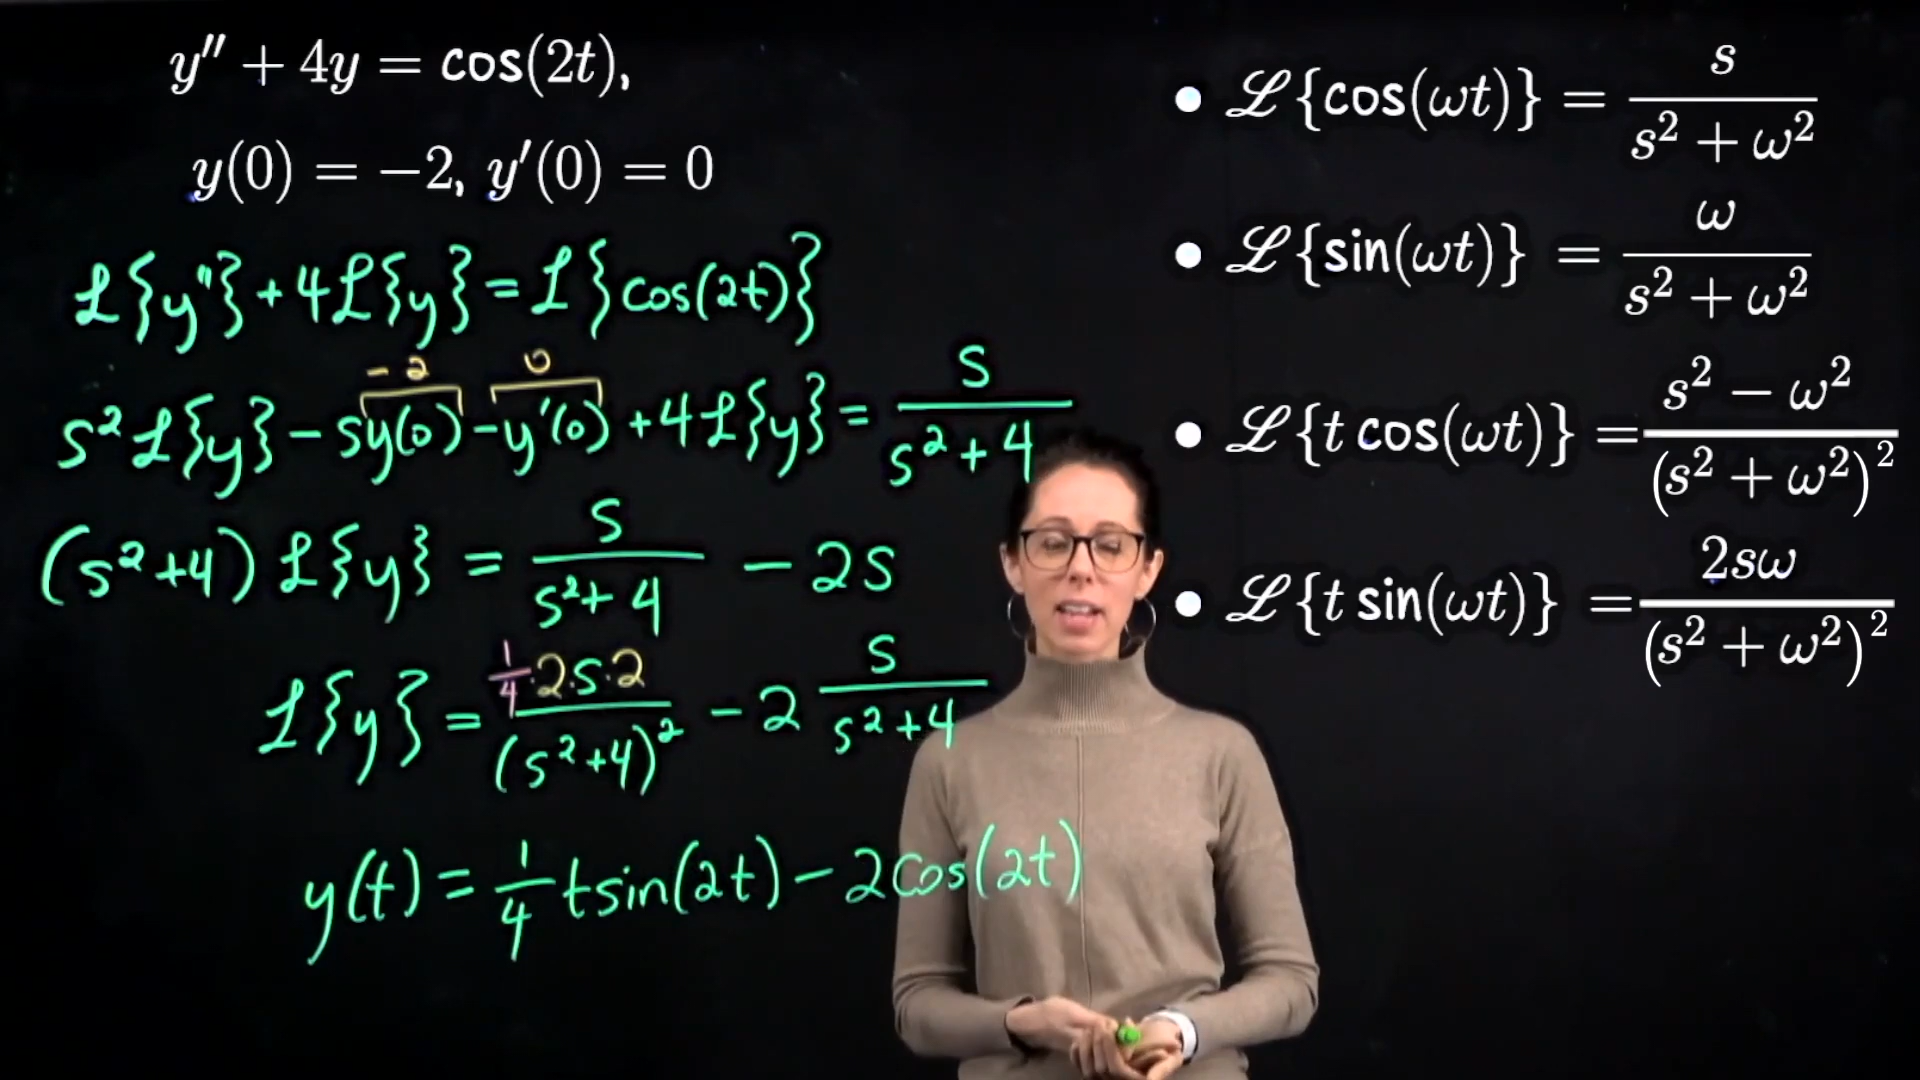 y″ + 4y = cos(2t),
y(0) = −2, y′(0) = 0
ℒ{y"} + 4ℒ{y} = ℒ{cos(2t)}
−2 0
s²ℒ{y} − sy(0) − y′(0) + 4ℒ{y} = s/(s²+4)
(s²+4) ℒ{y} = s/(s²+4) − 2s
ℒ{y} = (1/4·2·s·2)/(s²+4)² − 2 s/(s²+4)
y(t) = 1/4 tsin(2t) − 2cos(2t)
• ℒ{cos(ωt)} = s/(s² + ω²)
• ℒ{sin(ωt)} = ω/(s² + ω²)
• ℒ{t cos(ωt)} = (s² − ω²)/(s² + ω²)²
• ℒ{t sin(ωt)} = 2sω/(s² + ω²)²